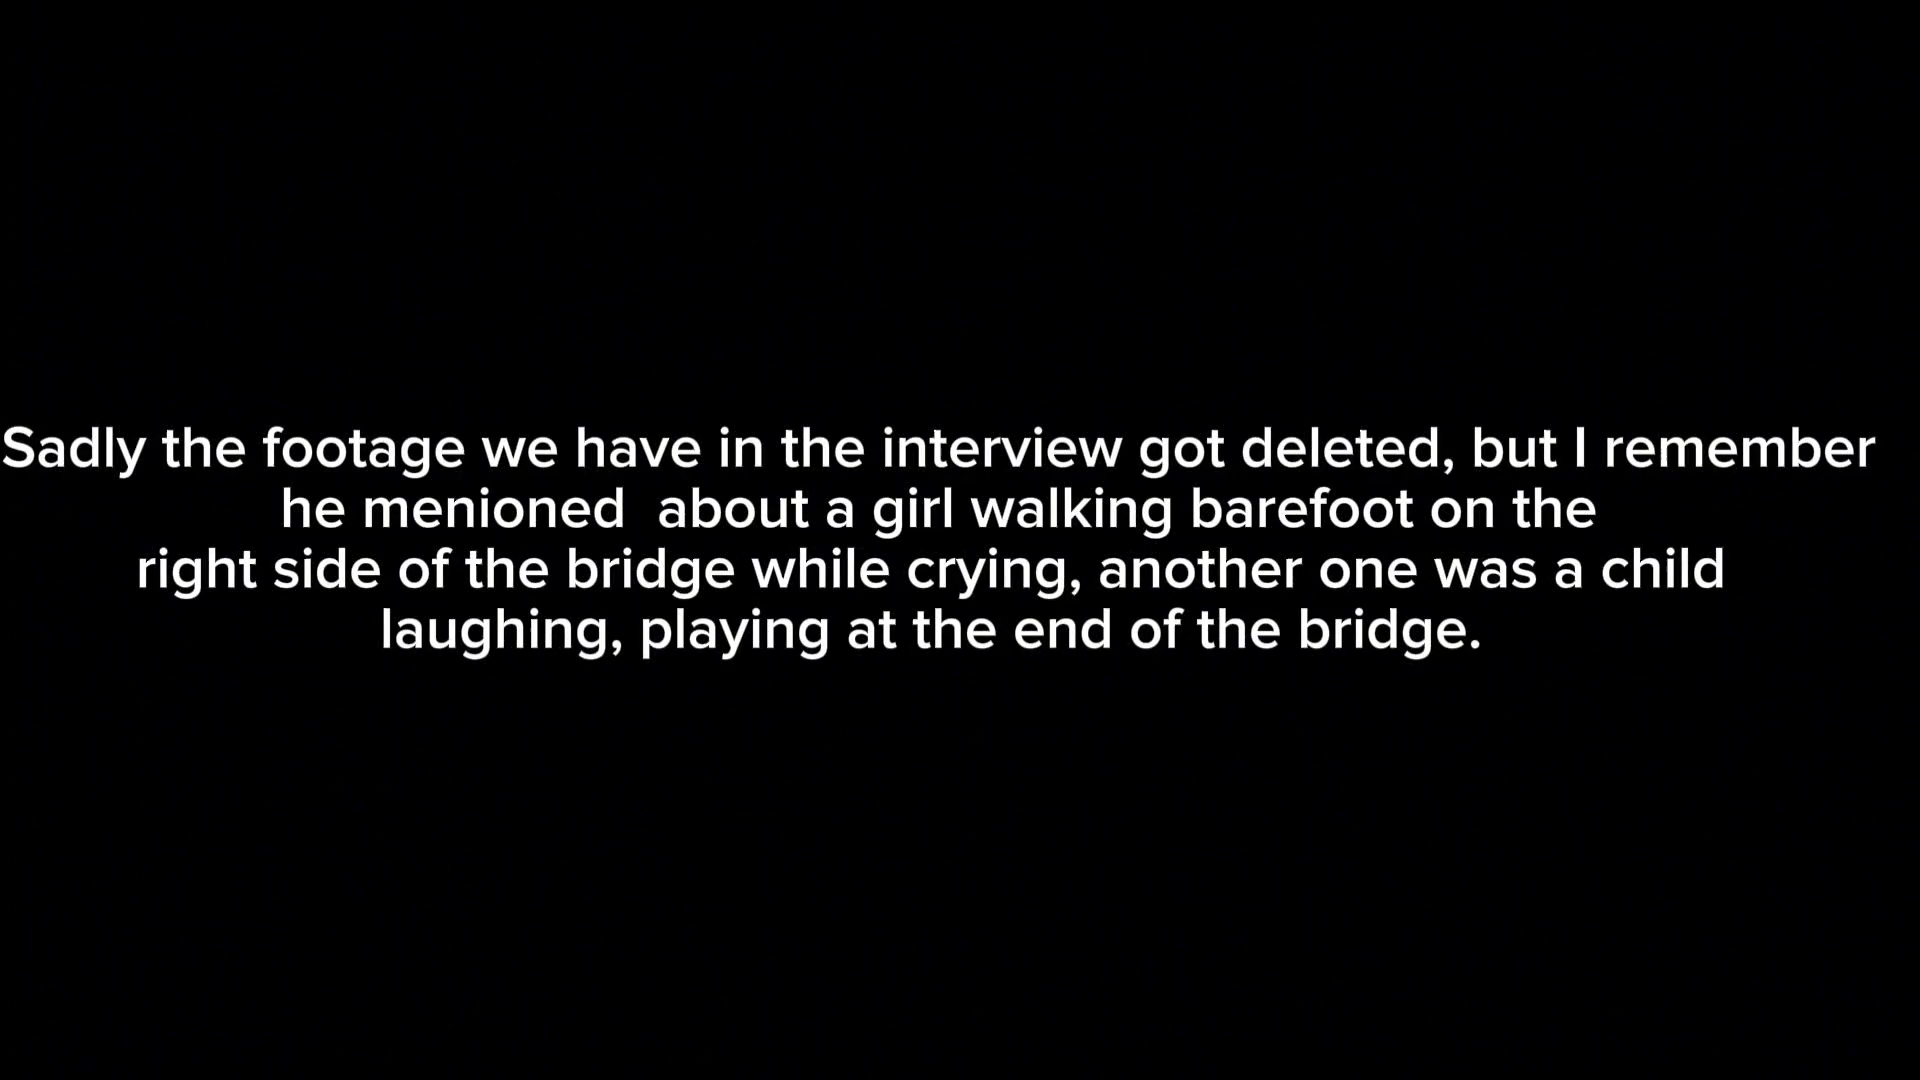 Sadly the footage we have in the interview got deleted, but I remember
he menioned  about a girl walking barefoot on the
right side of the bridge while crying, another one was a child
laughing, playing at the end of the bridge.